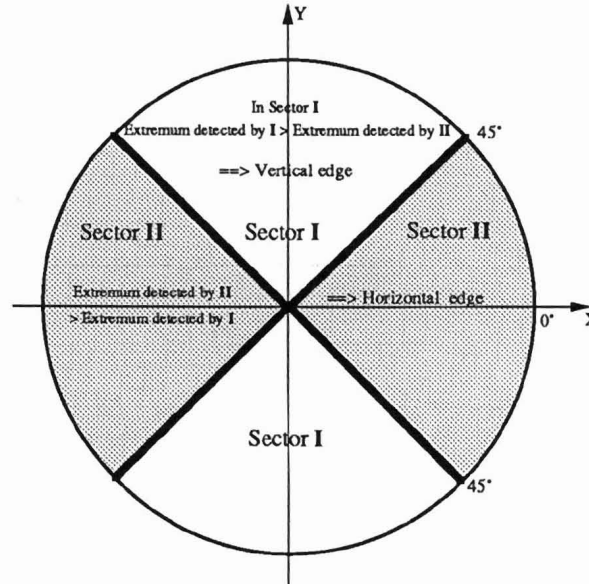 Y
In Sector I
Extremum detected by I > Extremum detected by II
45°
==> Vertical edge
Sector II
Sector I
Sector II
Extremum detected by II
> Extremum detected by I
==> Horizontal edge
0°
X
Sector I
45°